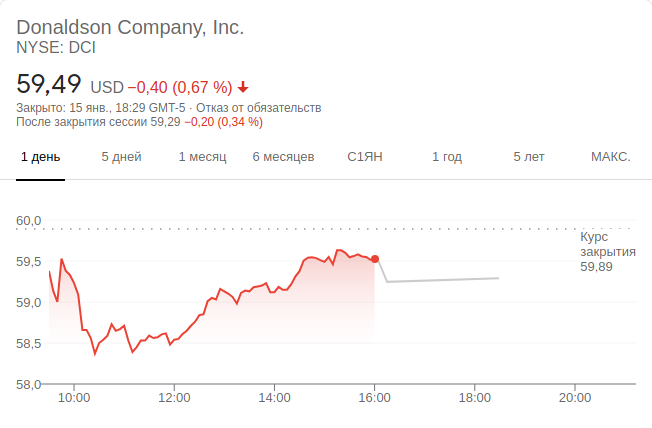 Donaldson Company, Inc.
NYSE: DCI
59,49 USD −0,40 (0,67 %)
Закрыто: 15 янв., 18:29 GMT-5 · Отказ от обязательств
После закрытия сессии 59,29 −0,20 (0,34 %)
1 день 5 дней 1 месяц 6 месяцев С1ЯН 1 год 5 лет МАКС.
60,0
Курс
закрытия
59,89
59.5
59.0
58.5
58,0
10:00 12:00 14:00 16:00 18:00 20:00